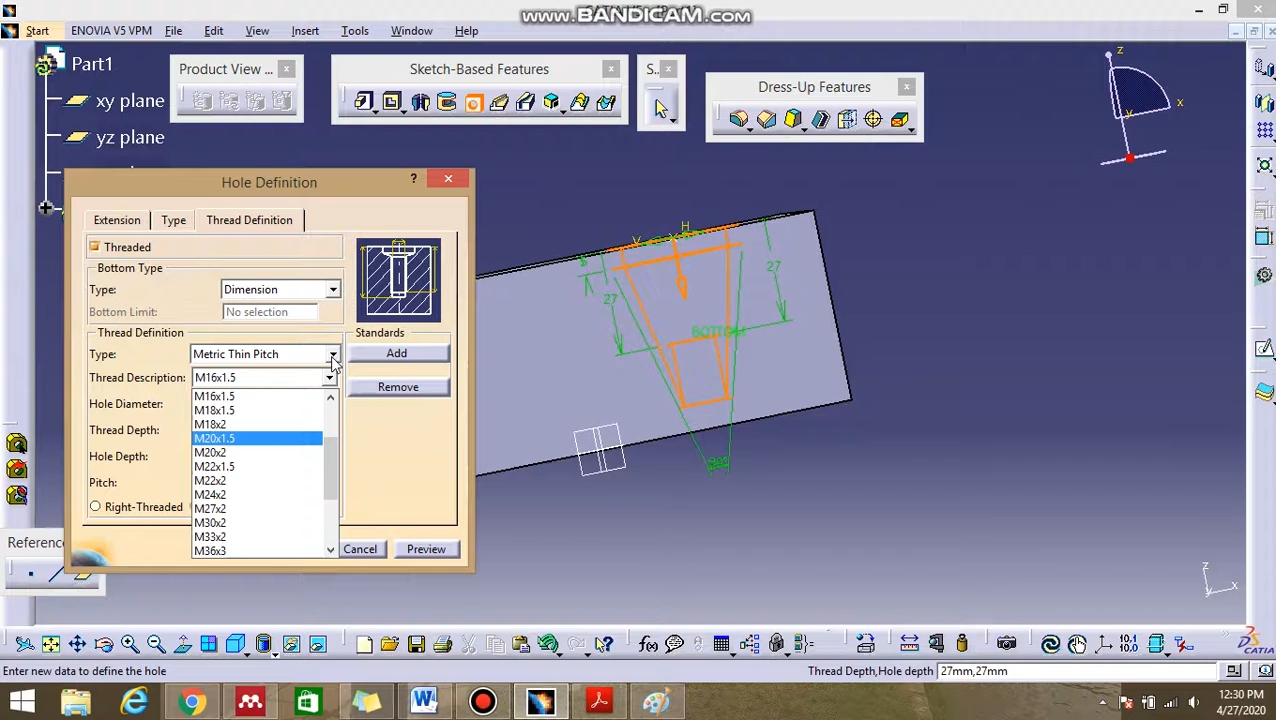 www.BANDICAM.com
Start
ENOVIA V5 VPM
File
Edit
View
Insert
Tools
Window
Help
Part1
xy plane
yz plane
Product View ...
Sketch-Based Features
S..
Dress-Up Features
z
x
y
Hole Definition
?
Extension
Type
Thread Definition
Threaded
Bottom Type
Type:
Dimension
Bottom Limit:
No selection
Thread Definition
Standards
Type:
Metric Thin Pitch
Add
Thread Description:
M16x1.5
Remove
Hole Diameter:
Thread Depth:
Hole Depth:
Pitch:
Right-Threaded
M16x1.5
M18x1.5
M18x2
M20x1.5
M20x2
M22x1.5
M22x2
M24x2
M27x2
M30x2
M33x2
M36x3
Cancel
Preview
H
V
27
27
BOTTOM
Reference
z
x
y
f(x)
10.1
CATIA
Enter new data to define the hole
Thread Depth,Hole depth
27mm,27mm
12:30 PM
4/27/2020